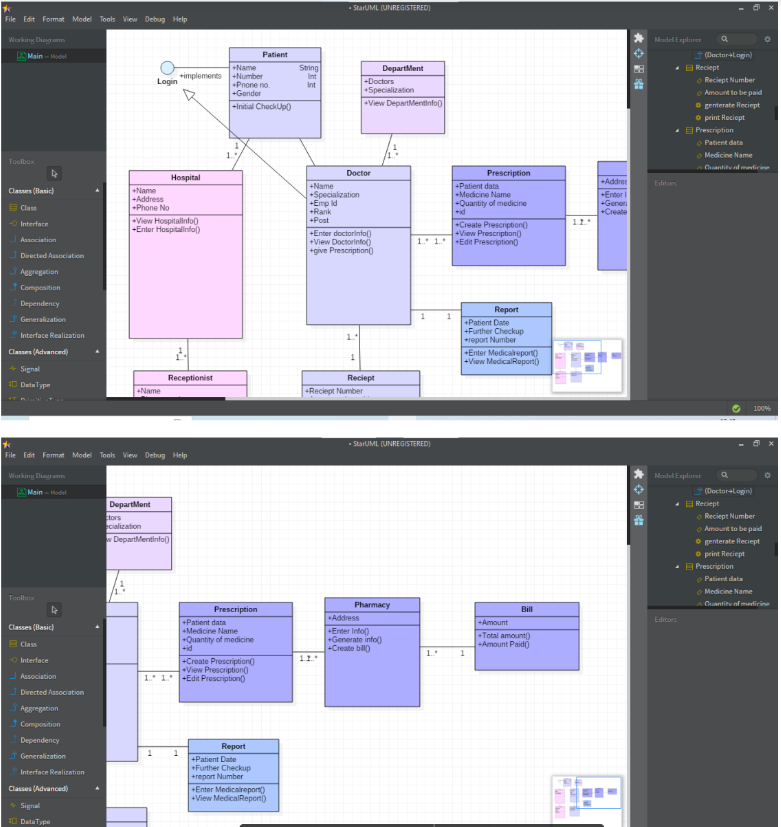 • StarUML (UNREGISTERED)
File Edit Format Model Tools View Debug Help
Working Diagrams
Main — Model
Toolbox
Classes (Basic)
Class
Interface
Association
Directed Association
Aggregation
Composition
Dependency
Generalization
Interface Realization
Classes (Advanced)
Signal
DataType
PrimitiveType
Login
+implements
Patient
+Name String
+Number Int
+Pnone no. Int
+Gender
+Initial CheckUp()
DepartMent
+Doctors
+Specialization
+View DepartMentInfo()
1
1..*
1
1..*
Hospital
+Name
+Address
+Phone No
+View HospitalInfo()
+Enter HospitalInfo()
Doctor
+Name
+Specialization
+Emp Id
+Rank
+Post
+Enter doctorInfo()
+View DoctorInfo()
+give Prescription()
1..* 1..*
Prescription
+Patient data
+Medicine Name
+Quantity of medicine
+id
+Create Prescription()
+View Prescription()
+Edit Prescription()
+Addres
+Enter I
+Gener
+Create
1 1
Report
+Patient Date
+Further Checkup
+report Number
+Enter Medicalreport()
+View MedicalReport()
1
1..*
1..*
1
Receptionist
+Name
Reciept
+Reciept Number
Model Explorer
(Doctor→Login)
Reciept
Reciept Number
Amount to be paid
genterate Reciept
print Reciept
Prescription
Patient data
Medicine Name
Quantity of medicine
Editors
100%
• StarUML (UNREGISTERED)
File Edit Format Model Tools View Debug Help
Working Diagrams
Main — Model
Toolbox
Classes (Basic)
Class
Interface
Association
Directed Association
Aggregation
Composition
Dependency
Generalization
Interface Realization
Classes (Advanced)
Signal
DataType
DepartMent
ctors
ecialization
w DepartMentInfo()
1
1..*
1..* 1..*
Prescription
+Patient data
+Medicine Name
+Quantity of medicine
+id
+Create Prescription()
+View Prescription()
+Edit Prescription()
Pharmacy
+Address
+Enter Info()
+Generate info()
+Create bill()
1..* 1
Bill
+Amount
+Total amount()
+Amount Paid()
1 1
Report
+Patient Date
+Further Checkup
+report Number
+Enter Medicalreport()
+View MedicalReport()
Model Explorer
(Doctor→Login)
Reciept
Reciept Number
Amount to be paid
genterate Reciept
print Reciept
Prescription
Patient data
Medicine Name
Quantity of medicine
Editors